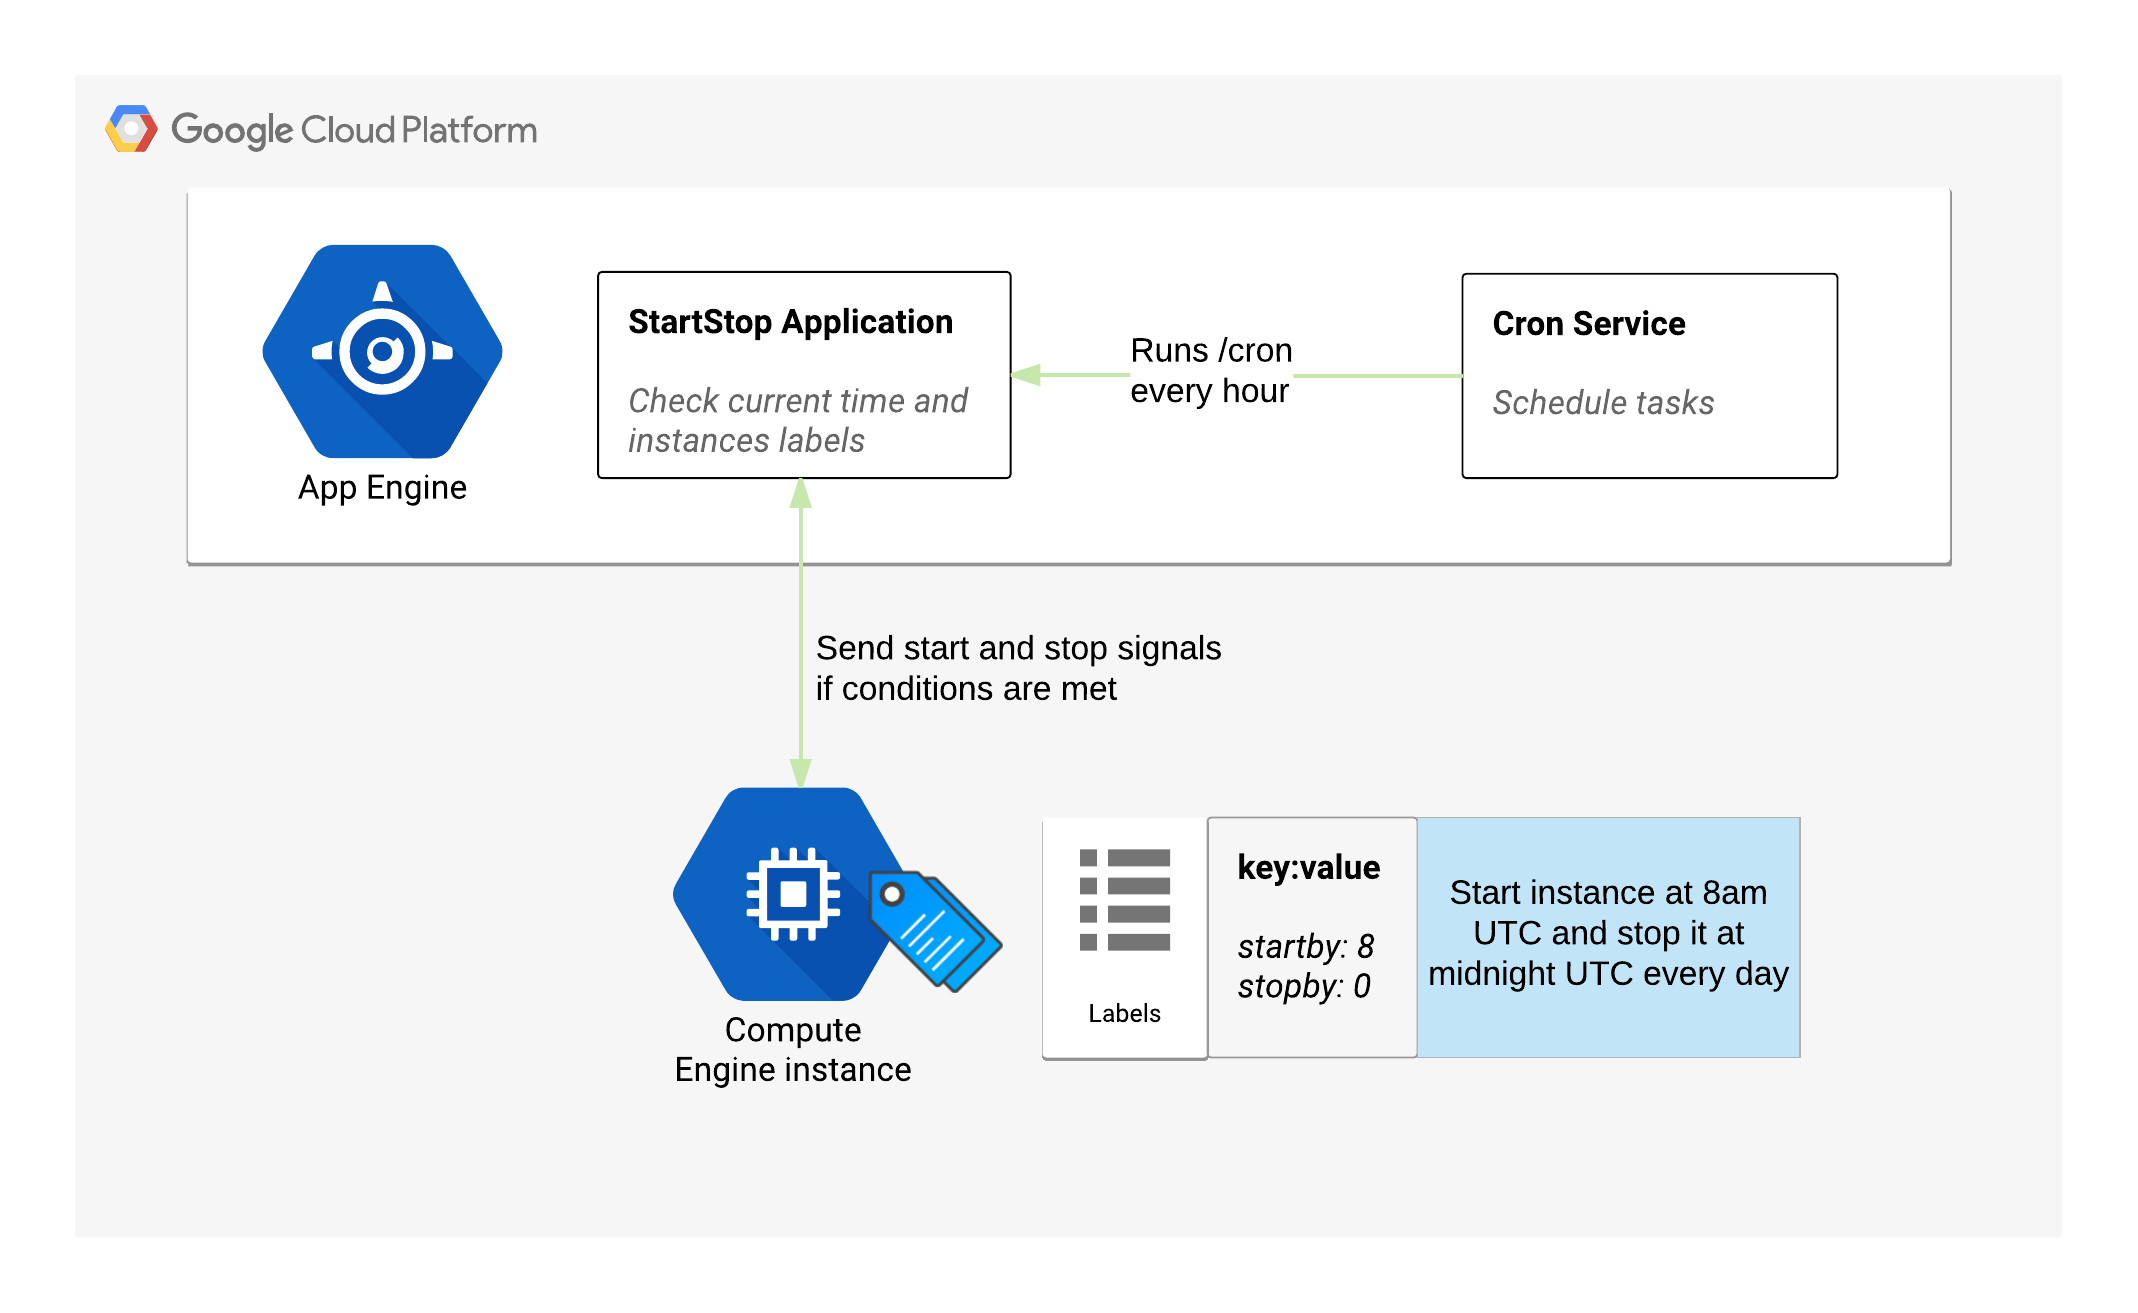 Google Cloud Platform
StartStop Application
Check current time and
instances labels
Runs /cron
every hour
Cron Service
Schedule tasks
App Engine
Send start and stop signals
if conditions are met
Compute
Engine instance
Labels
key:value
startby: 8
stopby: 0
Start instance at 8am
UTC and stop it at
midnight UTC every day